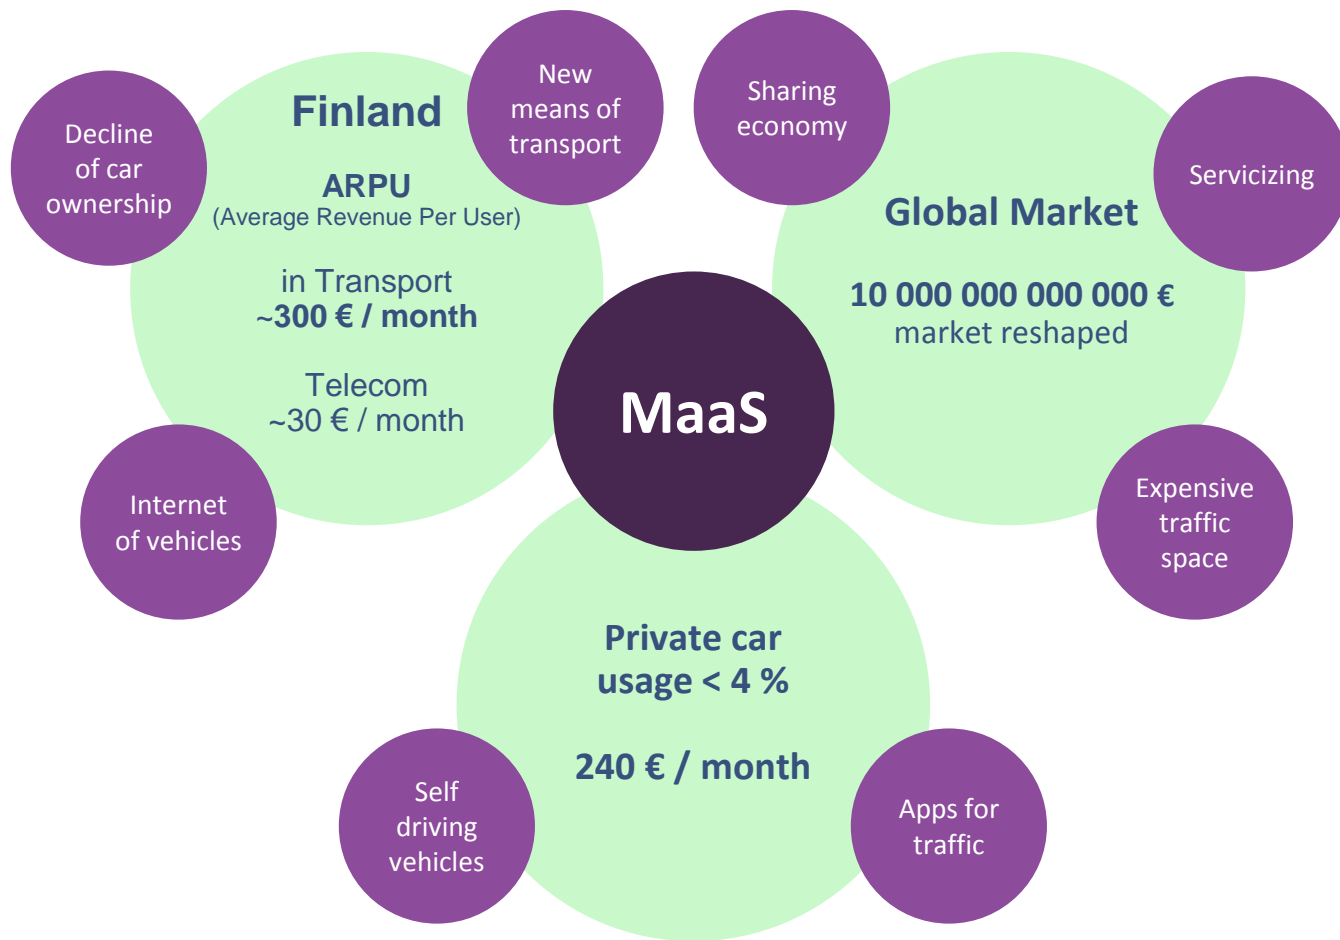 Decline
of car
ownership
Finland
ARPU
(Average Revenue Per User)
in Transport
~300 € / month
Telecom
~30 € / month
New
means of
transport
Internet
of vehicles
Sharing
economy
Servicizing
Global Market
10 000 000 000 000 €
market reshaped
Expensive
traffic
space
MaaS
Private car
usage < 4 %
240 € / month
Self
driving
vehicles
Apps for
traffic